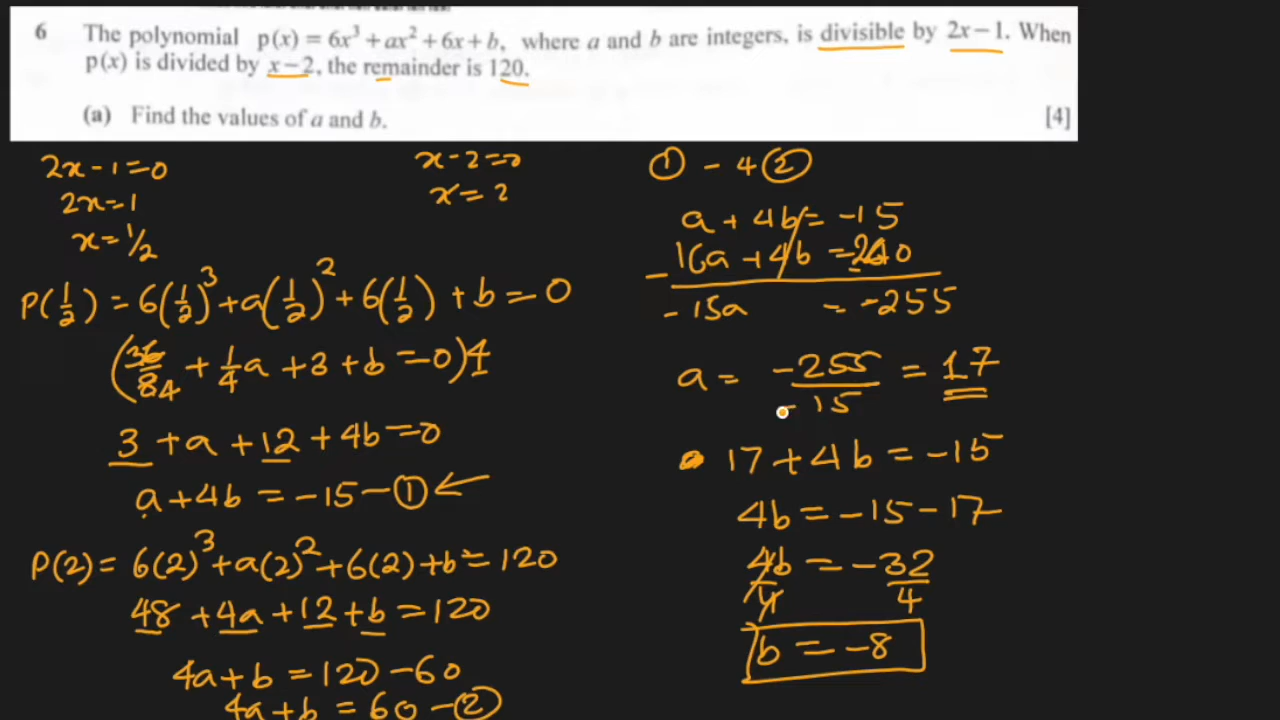 6 The polynomial p(x) = 6x³ + ax² + 6x + b, where a and b are integers, is divisible by 2x − 1. When
p(x) is divided by x − 2, the remainder is 120.
(a) Find the values of a and b. [4]
2x - 1 = 0
2x = 1
x = 1/2
P(1/2) = 6(1/2)³ + a(1/2)² + 6(1/2) + b = 0
(36/84 + 1/4 a + 3 + b = 0)4
3 + a + 12 + 4b = 0
a + 4b = -15 - ①
P(2) = 6(2)³ + a(2)² + 6(2) + b = 120
48 + 4a + 12 + b = 120
4a + b = 120 - 60
4a + b = 60 - ②
x - 2 = 0
x = 2
① - 4②
a + 4b = -15
- 16a + 4b = 240
- 15a = -255
a = -255/-15 = 17
17 + 4b = -15
4b = -15 - 17
4b/4 = -32/4
b = -8